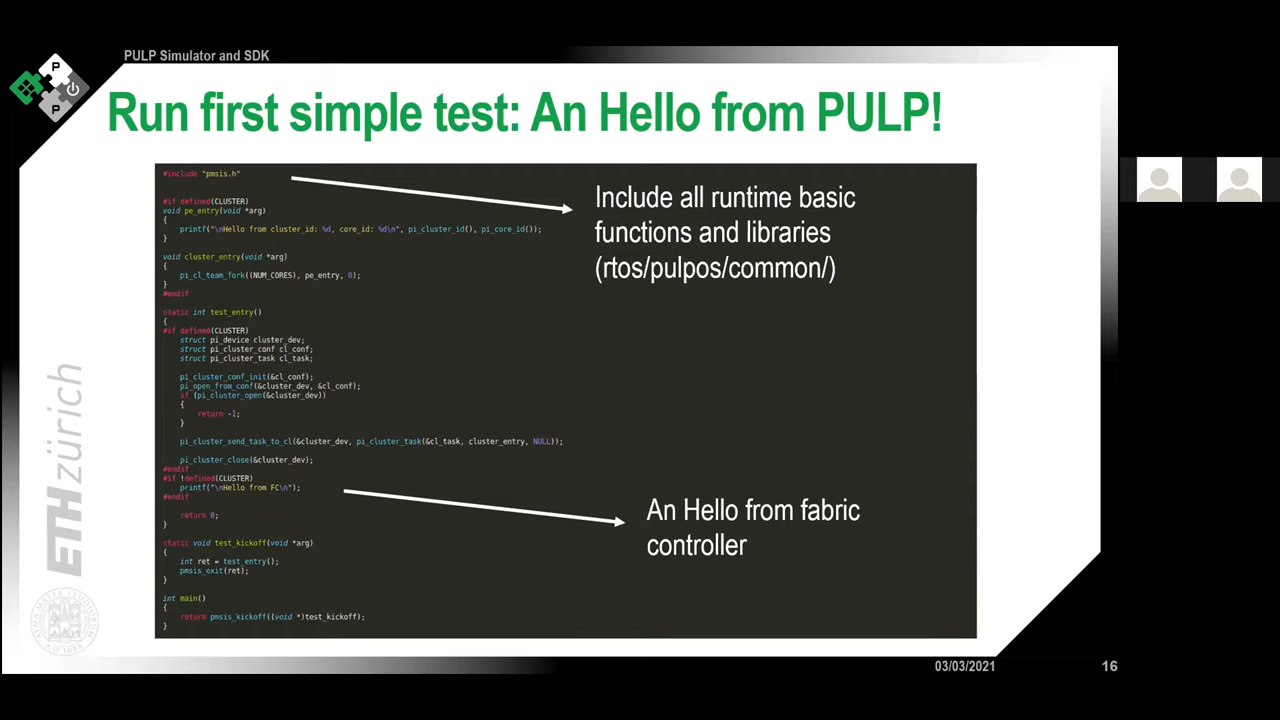 PULP Simulator and SDK
P
P
Run first simple test: An Hello from PULP!
#include "pmsis.h"
#if defined(CLUSTER)
void pe_entry(void *arg)
{
printf("\nHello from cluster_id: %d, core_id: %d\n", pi_cluster_id(), pi_core_id());
}
void cluster_entry(void *arg)
{
pi_cl_team_fork((NUM_CORES), pe_entry, 0);
}
#endif
static int test_entry()
{
#if defined(CLUSTER)
struct pi_device cluster_dev;
struct pi_cluster_conf cl_conf;
struct pi_cluster_task cl_task;
pi_cluster_conf_init(&cl_conf);
pi_open_from_conf(&cluster_dev, &cl_conf);
if (pi_cluster_open(&cluster_dev))
{
return -1;
}
pi_cluster_send_task_to_cl(&cluster_dev, pi_cluster_task(&cl_task, cluster_entry, NULL));
pi_cluster_close(&cluster_dev);
#endif
#if !defined(CLUSTER)
printf("\nHello from FC\n");
#endif
return 0;
}
static void test_kickoff(void *arg)
{
int ret = test_entry();
pmsis_exit(ret);
}
int main()
{
return pmsis_kickoff((void *)test_kickoff);
}
Include all runtime basic
functions and libraries
(rtos/pulpos/common/)
An Hello from fabric
controller
ETH zürich
03/03/2021
16